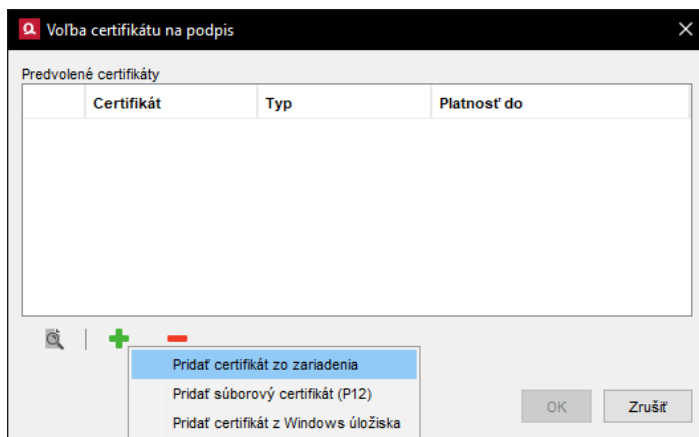 Voľba certifikátu na podpis
Predvolené certifikáty
Certifikát Typ Platnosť do
Pridať certifikát zo zariadenia
Pridať súborový certifikát (P12)
Pridať certifikát z Windows úložiska
OK Zrušiť